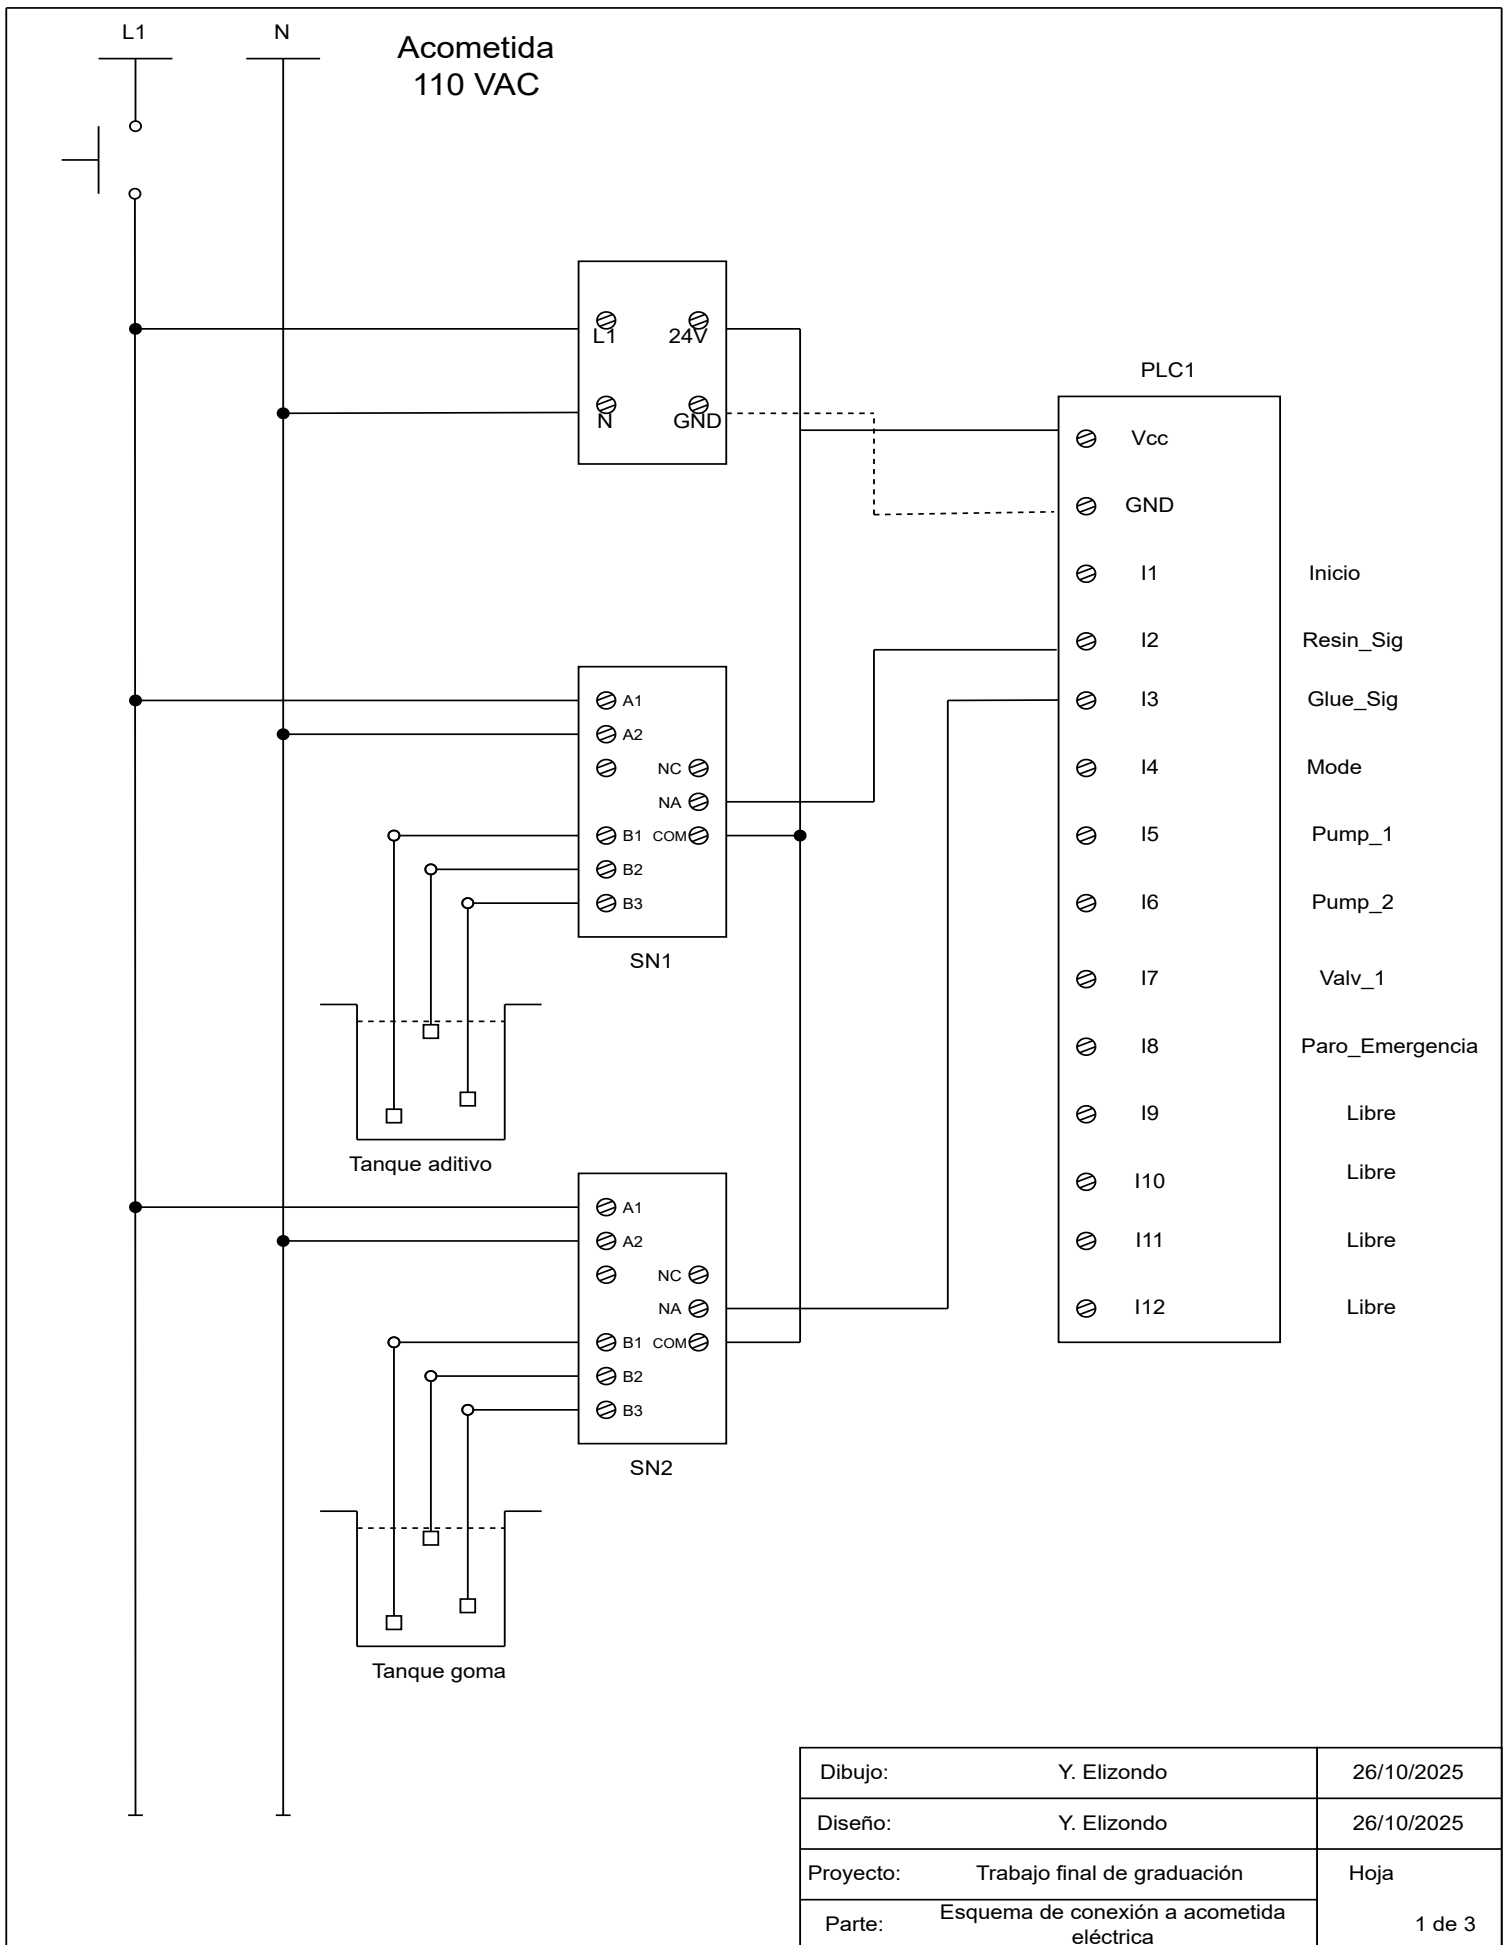 L1
N
Acometida
110 VAC
L1
24V
N
GND
PLC1
Vcc
GND
I1
Inicio
I2
Resin_Sig
I3
Glue_Sig
I4
Mode
I5
Pump_1
I6
Pump_2
I7
Valv_1
I8
Paro_Emergencia
I9
Libre
I10
Libre
I11
Libre
I12
Libre
A1
A2
NC
NA
B1
COM
B2
B3
SN1
Tanque aditivo
A1
A2
NC
NA
B1
COM
B2
B3
SN2
Tanque goma
Dibujo:
Y. Elizondo
26/10/2025
Diseño:
Y. Elizondo
26/10/2025
Proyecto:
Trabajo final de graduación
Hoja
Parte:
Esquema de conexión a acometida
eléctrica
1 de 3